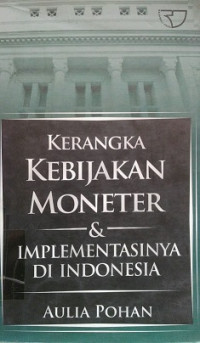 KERANGKA
KEBIJAKAN
MONETER
&
IMPLEMENTASINYA
DI INDONESIA
AULIA POHAN